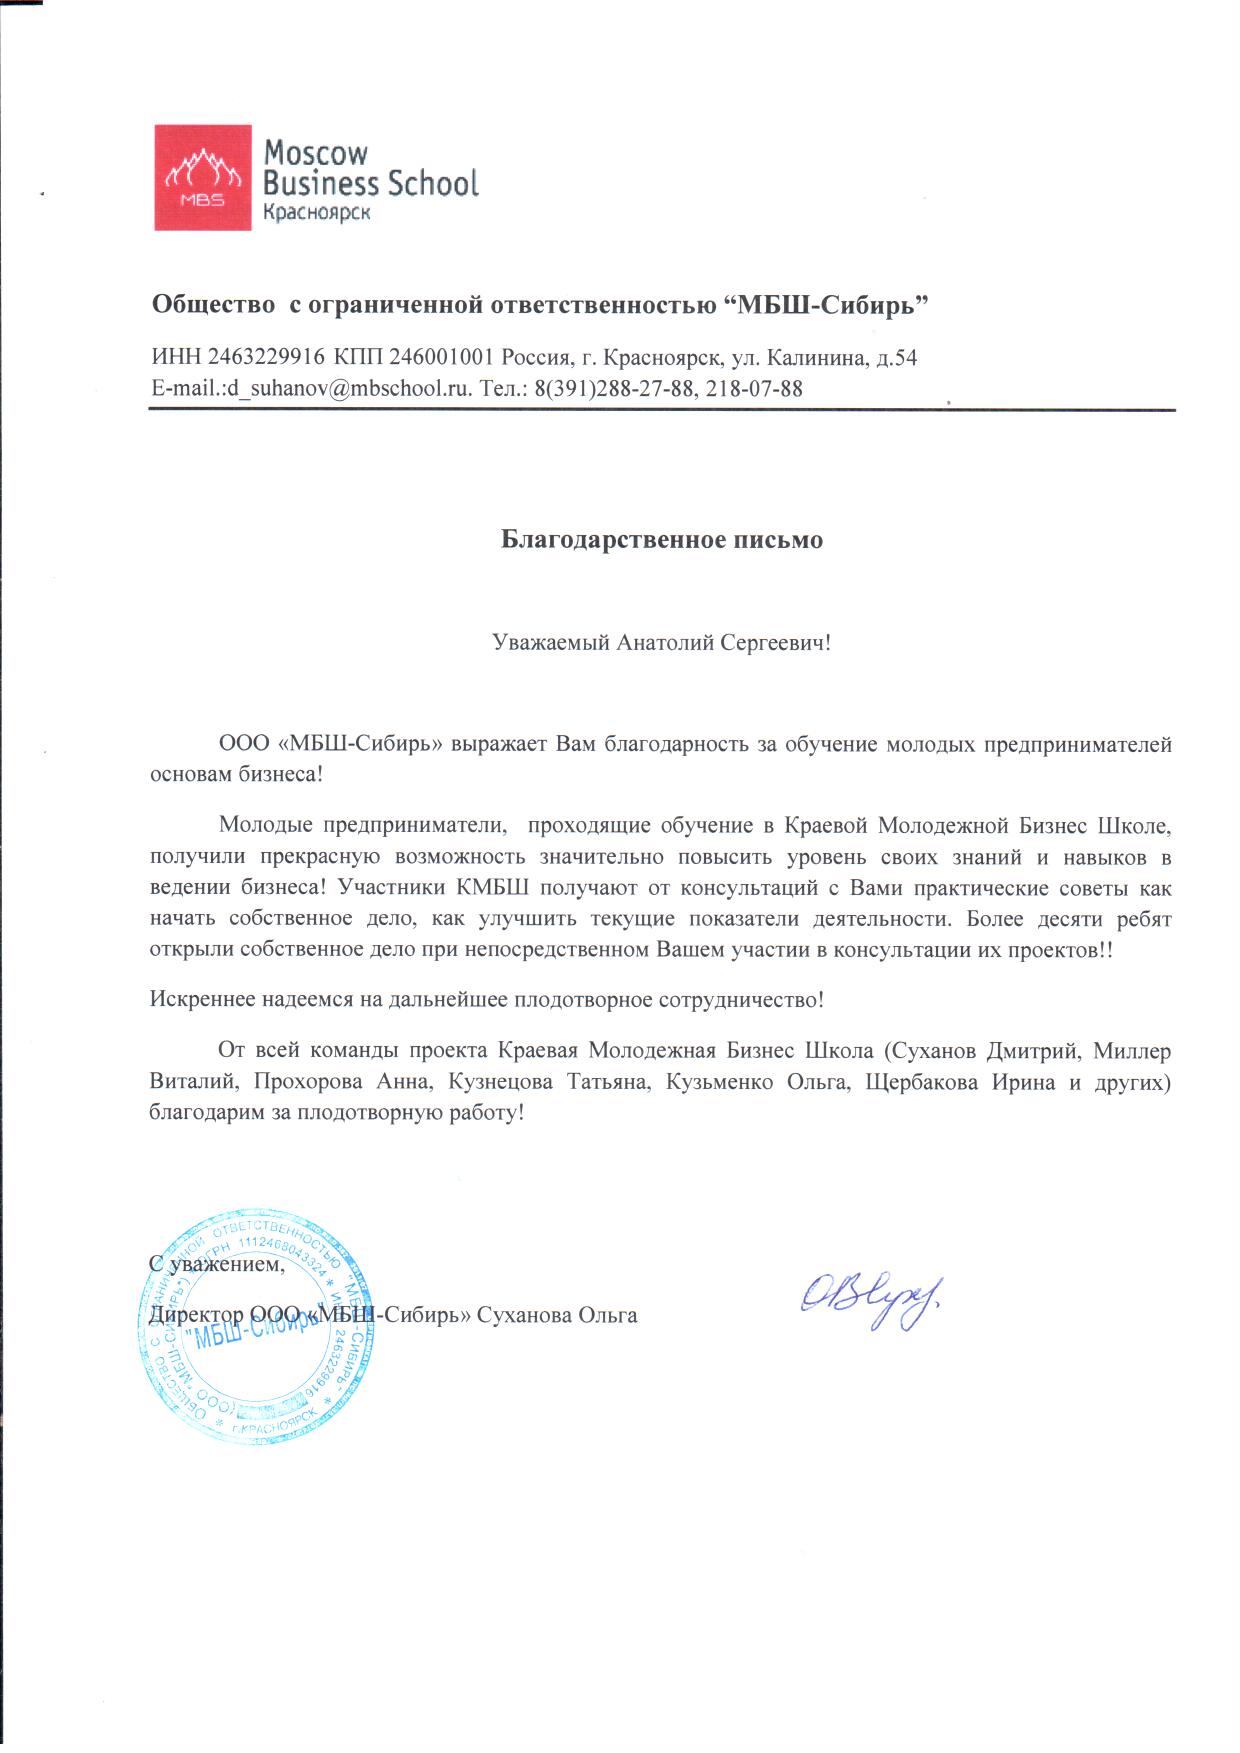 MBS
Moscow
Business School
Красноярск
Общество с ограниченной ответственностью “МБШ-Сибирь”
ИНН 2463229916 КПП 246001001 Россия, г. Красноярск, ул. Калинина, д.54
E-mail.:d_suhanov@mbschool.ru. Тел.: 8(391)288-27-88, 218-07-88
Благодарственное письмо
Уважаемый Анатолий Сергеевич!
ООО «МБШ-Сибирь» выражает Вам благодарность за обучение молодых предпринимателей
основам бизнеса!
Молодые предприниматели, проходящие обучение в Краевой Молодежной Бизнес Школе,
получили прекрасную возможность значительно повысить уровень своих знаний и навыков в
ведении бизнеса! Участники КМБШ получают от консультаций с Вами практические советы как
начать собственное дело, как улучшить текущие показатели деятельности. Более десяти ребят
открыли собственное дело при непосредственном Вашем участии в консультации их проектов!!
Искреннее надеемся на дальнейшее плодотворное сотрудничество!
От всей команды проекта Краевая Молодежная Бизнес Школа (Суханов Дмитрий, Миллер
Виталий, Прохорова Анна, Кузнецова Татьяна, Кузьменко Ольга, Щербакова Ирина и других)
благодарим за плодотворную работу!
С уважением,
Директор ООО «МБШ-Сибирь» Суханова Ольга
ОБЩЕСТВО С ОГРАНИЧЕННОЙ ОТВЕТСТВЕННОСТЬЮ "МБШ-СИБИРЬ" * г.КРАСНОЯРСК *
(ООО "МБШ-СИБИРЬ") * ОГРН 1112468043324 * ИНН 2463229916
"МБШ-Сибирь"